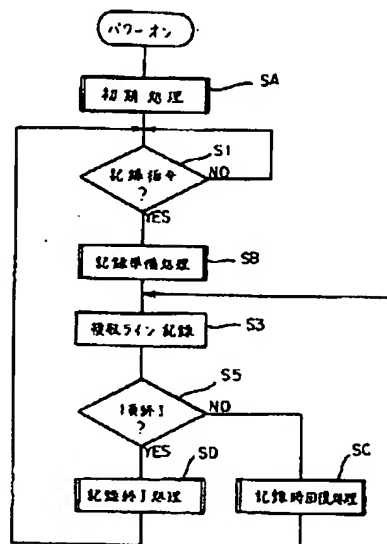 パワーオン
初期処理
SA
S1
記録指令
?
NO
YES
記録準備処理
SB
複数ライン記録
S3
S5
1頁終了
?
NO
YES
SD
SC
記録終了処理
記録時回復処理